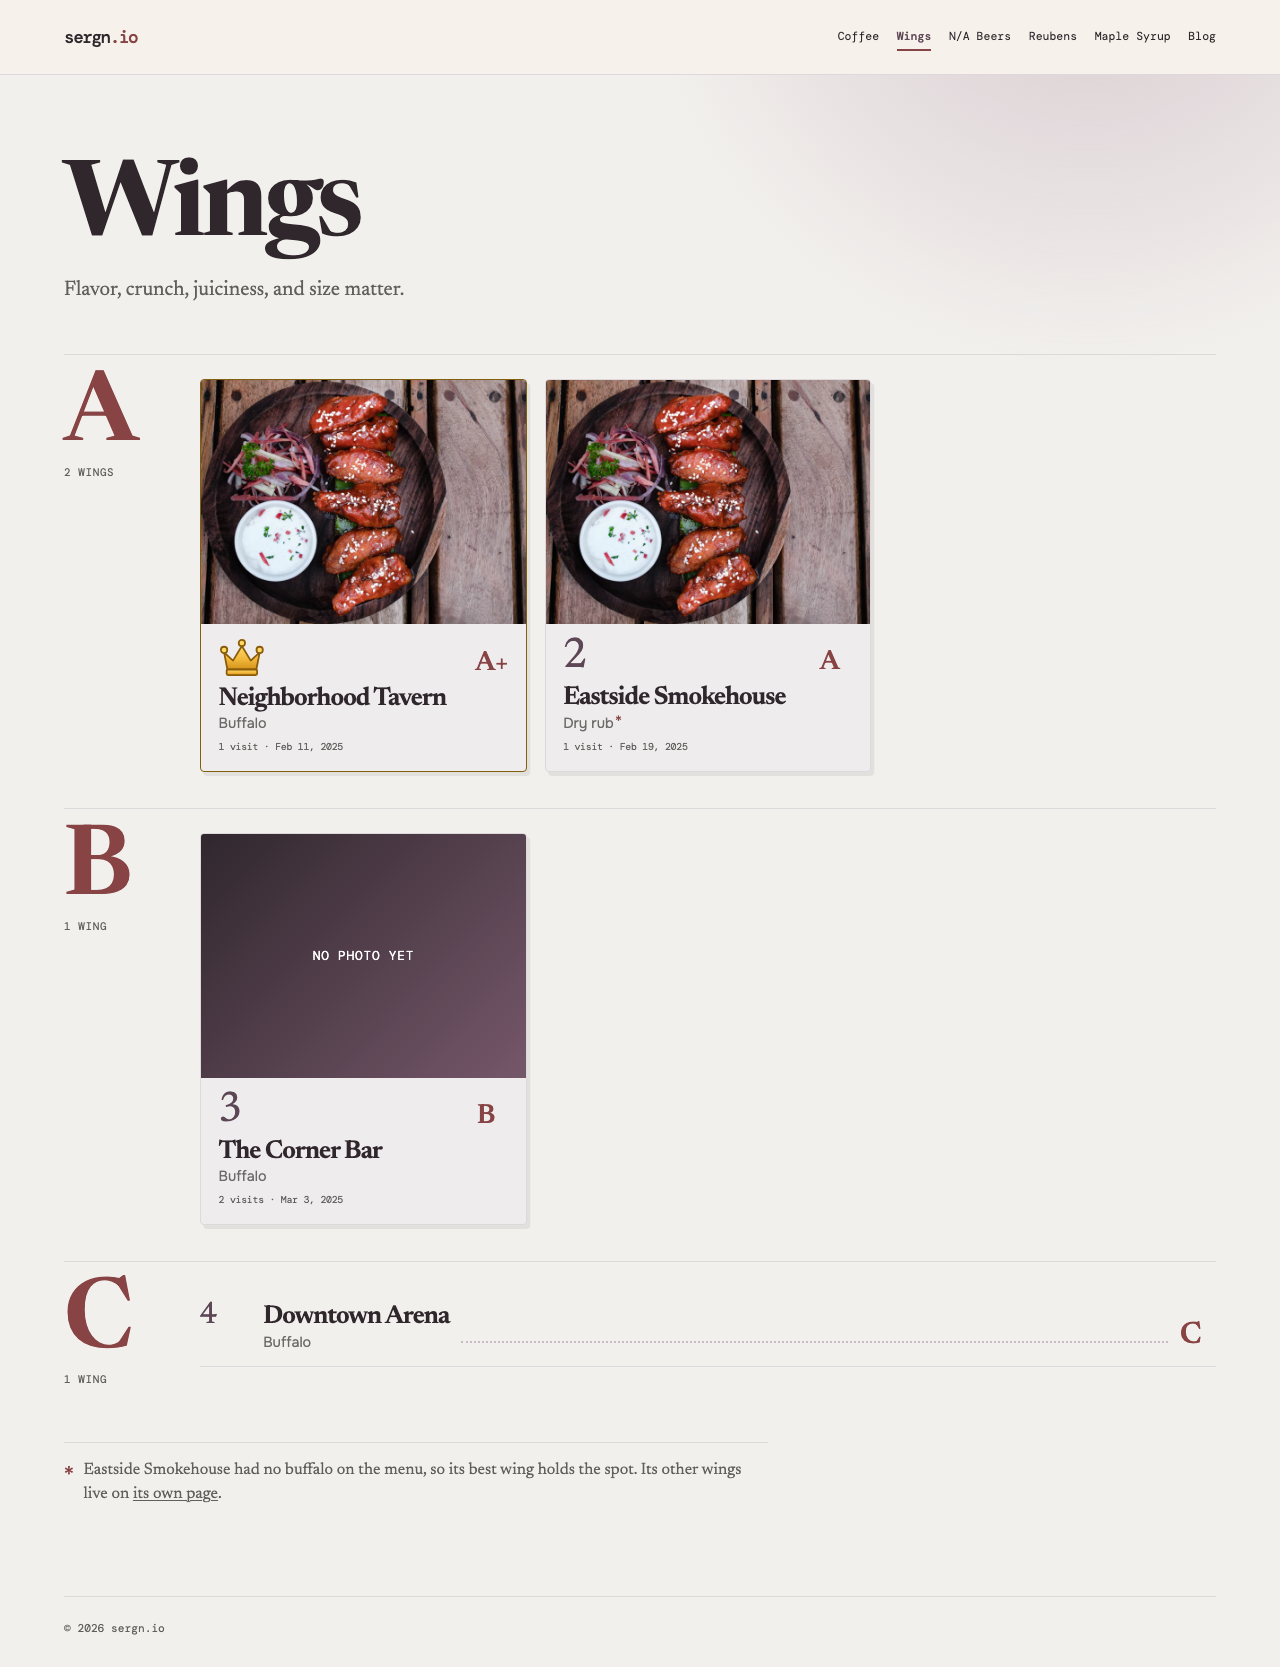 sergn.io
Coffee Wings N/A Beers Reubens Maple Syrup Blog
Wings
Flavor, crunch, juiciness, and size matter.
A
2 WINGS
A+
Neighborhood Tavern
Buffalo
1 visit · Feb 11, 2025
2 A
Eastside Smokehouse
Dry rub*
1 visit · Feb 19, 2025
B
1 WING
NO PHOTO YET
3 B
The Corner Bar
Buffalo
2 visits · Mar 3, 2025
C
1 WING
4 Downtown Arena
Buffalo
C
* Eastside Smokehouse had no buffalo on the menu, so its best wing holds the spot. Its other wings
live on its own page.
© 2026 sergn.io